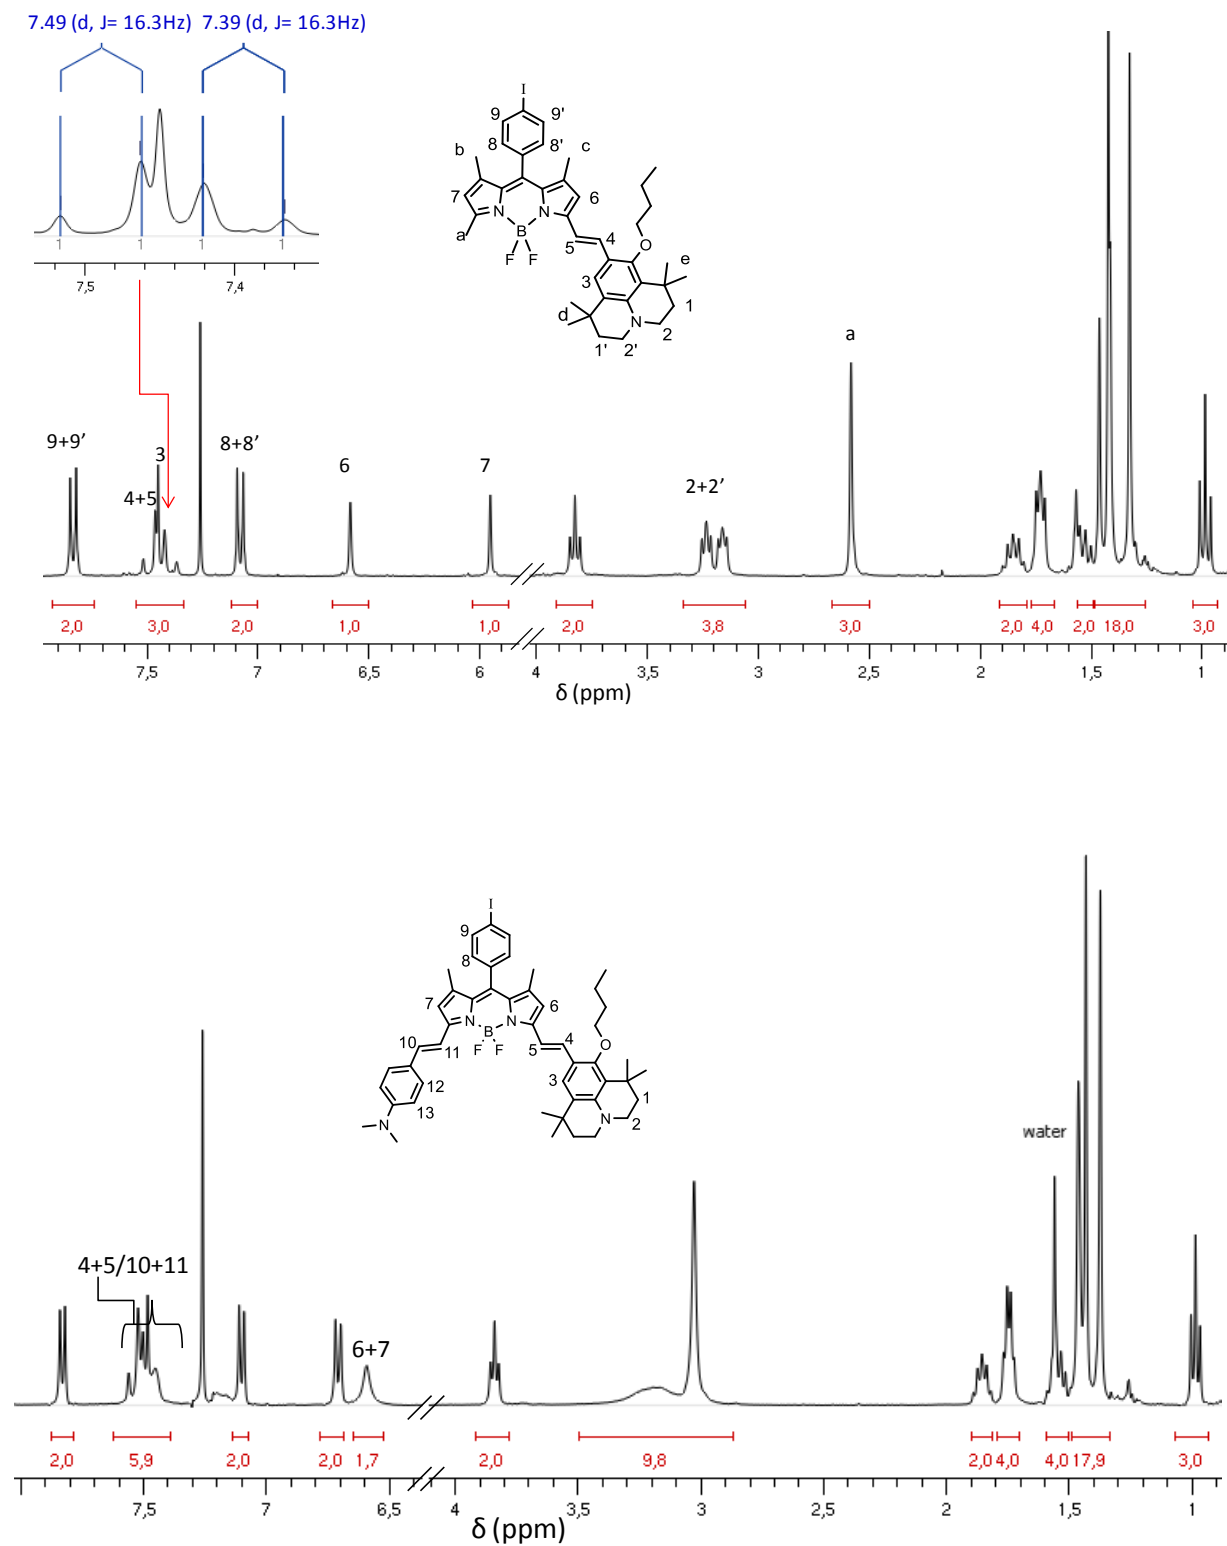 7.49 (d, J= 16.3Hz) 7.39 (d, J= 16.3Hz)
1 1 1 1
7,5 7,4
I
9 9'
8 8'
b c
7 6
N N
a B
F F
5 4 O
3 e
d N 1
1' 2' 2
9+9’
4+5
3
8+8’
6
7
2+2’
a
2,0 3,0 2,0 1,0 1,0 2,0 3,8 3,0 2,0 4,0 2,0 18,0 3,0
7,5 7 6,5 6 4 3,5 3 2,5 2 1,5 1
δ (ppm)
I
9
8
7 6
N N
B
F F
10 11 5 4 O
12 3
13 1
N N 2
water
4+5/10+11
6+7
2,0 5,9 2,0 2,0 1,7 2,0 9,8 2,0 4,0 4,0 17,9 3,0
7,5 7 6,5 4 3,5 3 2,5 2 1,5 1
δ (ppm)